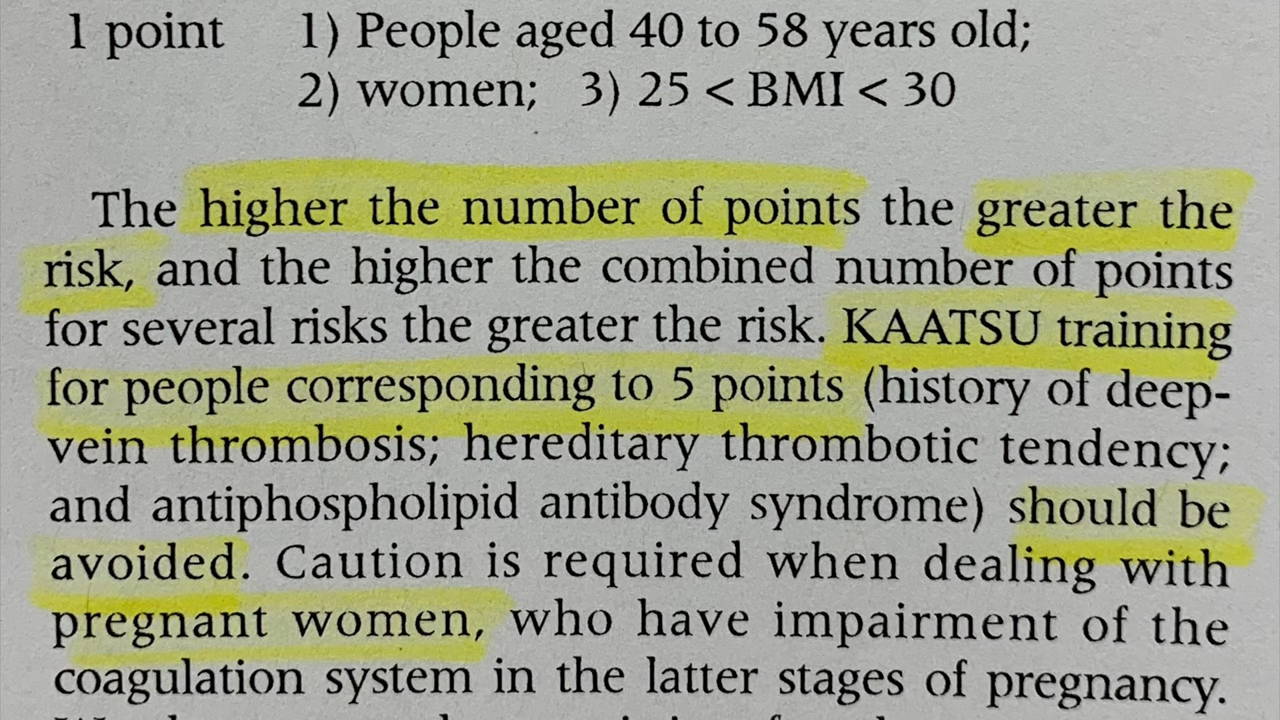 1 point 1) People aged 40 to 58 years old;
2) women; 3) 25 < BMI < 30
The higher the number of points the greater the
risk, and the higher the combined number of points
for several risks the greater the risk. KAATSU training
for people corresponding to 5 points (history of deep-
vein thrombosis; hereditary thrombotic tendency;
and antiphospholipid antibody syndrome) should be
avoided. Caution is required when dealing with
pregnant women, who have impairment of the
coagulation system in the latter stages of pregnancy.